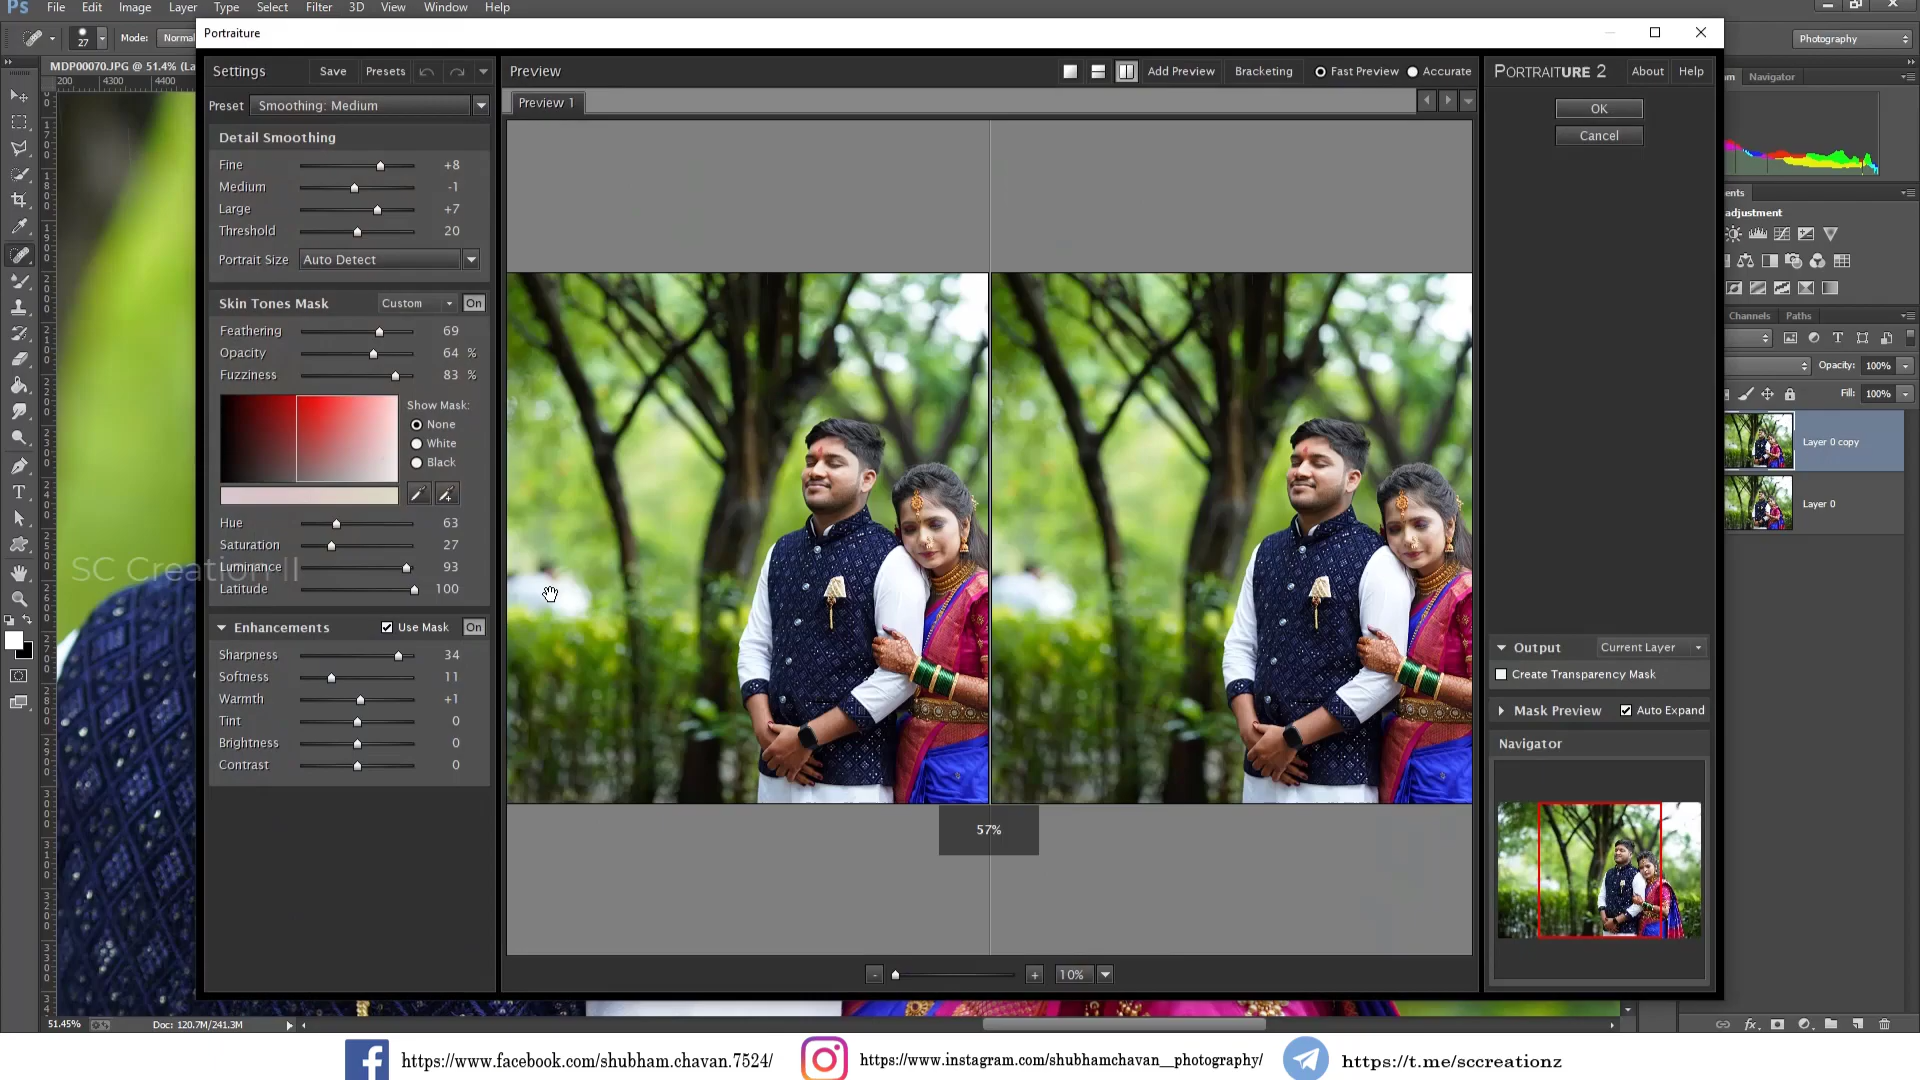 Ps File Edit Image Layer Type Select Filter 3D View Window Help
27 Mode: Normal
Photography
Portraiture
MDP00070.JPG @ 51.4% (La
Navigator
200 4300 4400
Settings Save Presets
Preview Add Preview Bracketing Fast Preview Accurate
PORTRAITURE 2 About Help
Preset Smoothing: Medium
Preview 1
OK
Cancel
Detail Smoothing
Fine +8
Medium -1
Large +7
Threshold 20
Portrait Size Auto Detect
Skin Tones Mask Custom On
Feathering 69
Opacity 64 %
Fuzziness 83 %
Show Mask:
None
White
Black
Hue 63
Saturation 27
Luminance 93
Latitude 100
SC Creation II
Enhancements Use Mask On
Sharpness 34
Softness 11
Warmth +1
Tint 0
Brightness 0
Contrast 0
57%
- + 10%
Output Current Layer
Create Transparency Mask
Mask Preview Auto Expand
Navigator
adjustment
Channels Paths
Opacity: 100%
Fill: 100%
Layer 0 copy
Layer 0
51.45% Doc: 120.7M/241.3M
https://www.facebook.com/shubham.chavan.7524/
https://www.instagram.com/shubhamchavan__photography/
https://t.me/sccreationz